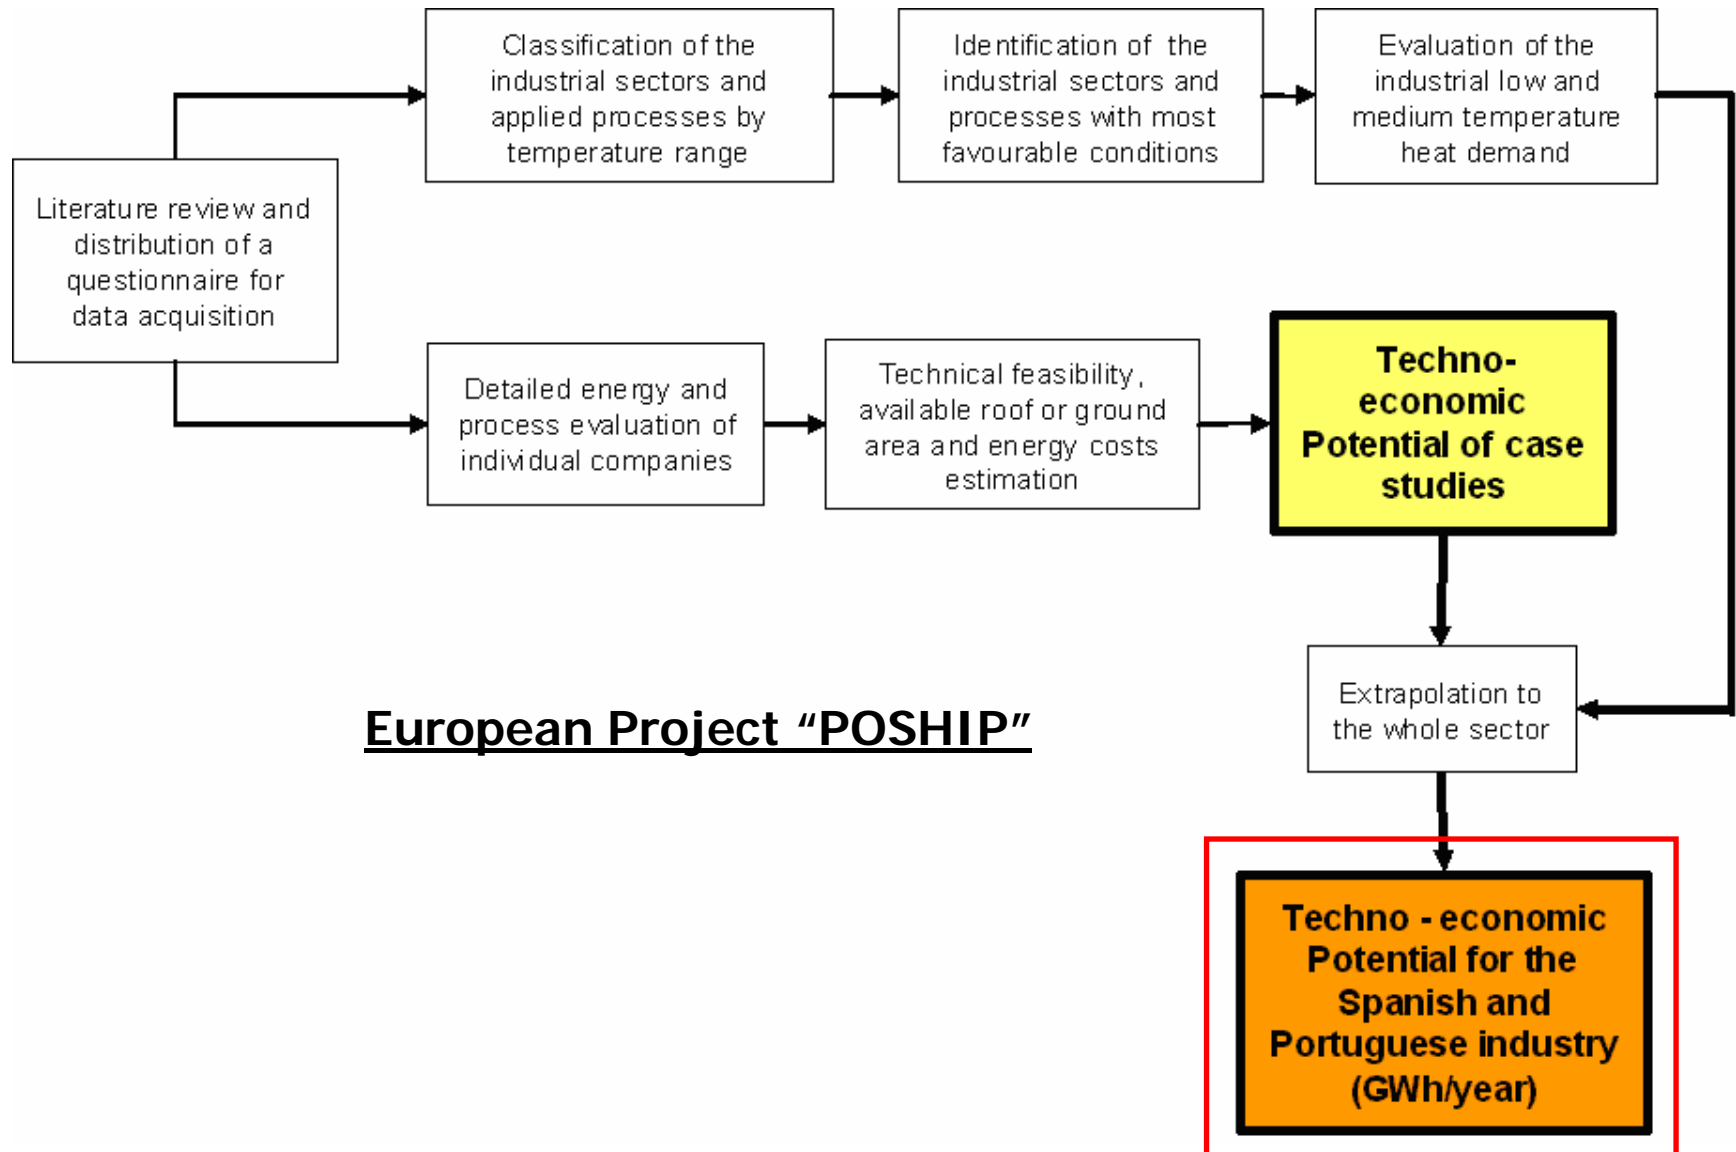 Classification of the
industrial sectors and
applied processes by
temperature range
Identification of the
industrial sectors and
processes with most
favourable conditions
Evaluation of the
industrial low and
medium temperature
heat demand
Literature review and
distribution of a
questionnaire for
data acquisition
Detailed energy and
process evaluation of
individual companies
Technical feasibility,
available roof or ground
area and energy costs
estimation
Techno-
economic
Potential of case
studies
Extrapolation to
the whole sector
European Project “POSHIP”
Techno - economic
Potential for the
Spanish and
Portuguese industry
(GWh/year)